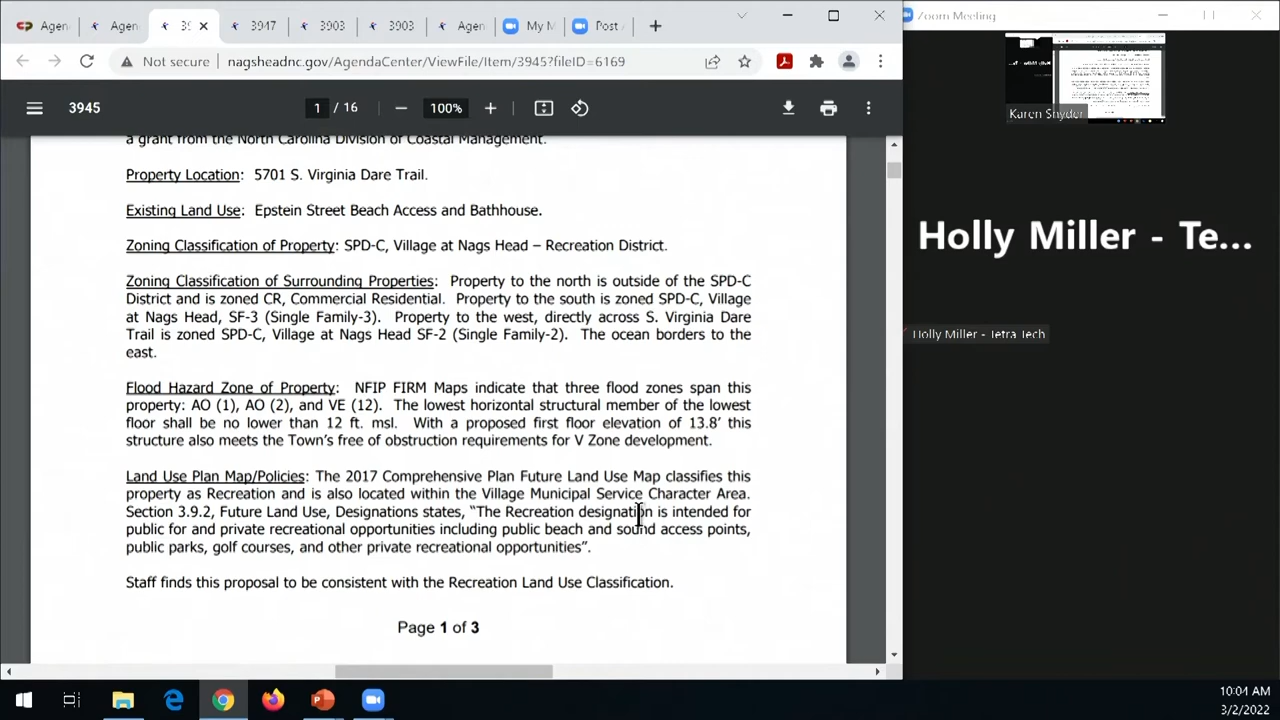 Agen
Agen
39
3947
3903
3903
My M
Post
Zoom Meeting
Not secure
3943?fileID=6169
3945
1 / 16
Karen Snyder
a grant from the North Carolina Division of Coastal Management.
Property Location: 5701 S. Virginia Dare Trail.
Existing Land Use: Epstein Street Beach Access and Bathhouse.
Zoning Classification of Property: SPD-C, Village at Nags Head – Recreation District.
Zoning Classification of Surrounding Properties: Property to the north is outside of the SPD-C
District and is zoned CR, Commercial Residential. Property to the south is zoned SPD-C, Village
at Nags Head, SF-3 (Single Family-3). Property to the west, directly across S. Virginia Dare
Trail is zoned SPD-C, Village at Nags Head SF-2 (Single Family-2). The ocean borders to the
east.
Flood Hazard Zone of Property: NFIP FIRM Maps indicate that three flood zones span this
property: AO (1), AO (2), and VE (12). The lowest horizontal structural member of the lowest
floor shall be no lower than 12 ft. msl. With a proposed first floor elevation of 13.8' this
structure also meets the Town's free of obstruction requirements for V Zone development.
Land Use Plan Map/Policies: The 2017 Comprehensive Plan Future Land Use Map classifies this
property as Recreation and is also located within the Village Municipal Service Character Area.
Section 3.9.2, Future Land Use, Designations states, “The Recreation designation is intended for
public for and private recreational opportunities including public beach and sound access points,
public parks, golf courses, and other private recreational opportunities”.
Staff finds this proposal to be consistent with the Recreation Land Use Classification.
Page 1 of 3
Holly Miller - Te...
Holly Miller - Tetra Tech
10:04 AM
3/2/2022